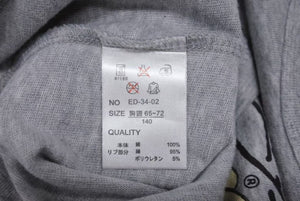 NO ED-34-02
SIZE 胸囲 65~72
140
QUALITY
本体 綿 100%
リブ部分 綿 95%
ポリウレタン 5%